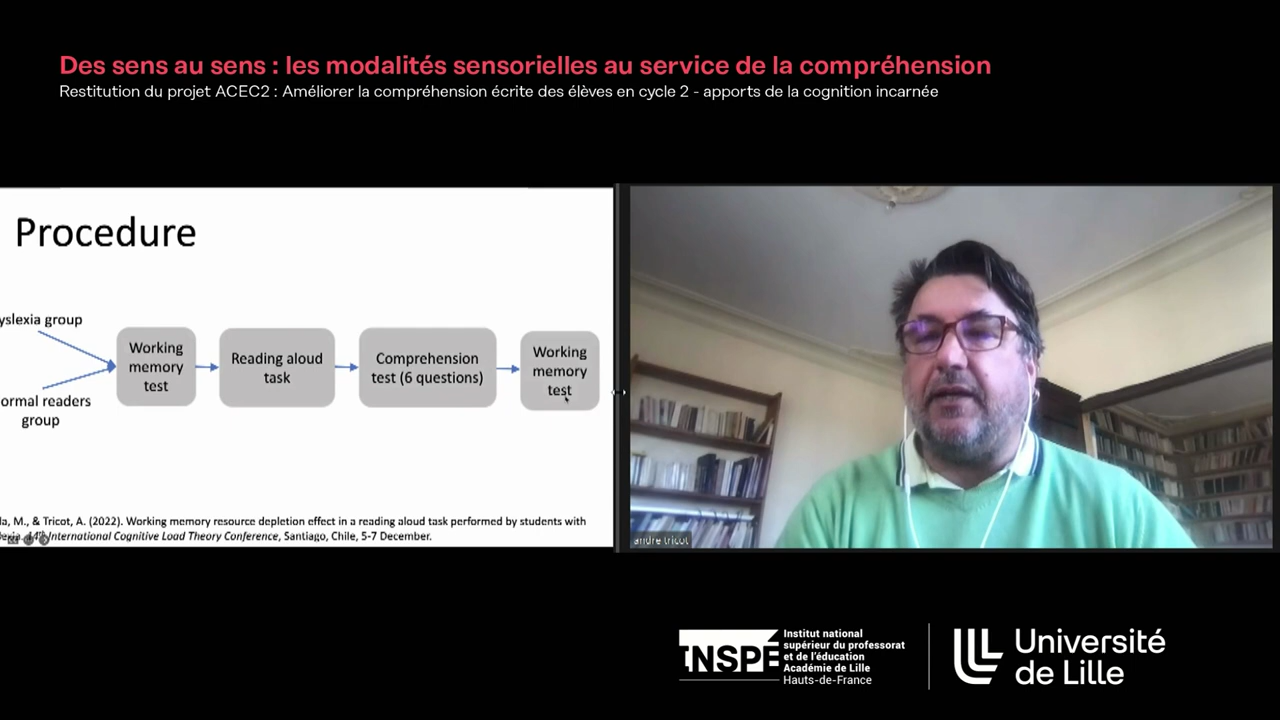 Des sens au sens : les modalités sensorielles au service de la compréhension
Restitution du projet ACEC2 : Améliorer la compréhension écrite des élèves en cycle 2 - apports de la cognition incarnée
Procedure
yslexia group
ormal readers
group
Working
memory
test
Reading aloud
task
Comprehension
test (6 questions)
Working
memory
test
la, M., & Tricot, A. (2022). Working memory resource depletion effect in a reading aloud task performed by students with
International Cognitive Load Theory Conference, Santiago, Chile, 5-7 December.
andre tricot
INSPÉ
Institut national
supérieur du professorat
et de l'éducation
Académie de Lille
Hauts-de-France
Université
de Lille